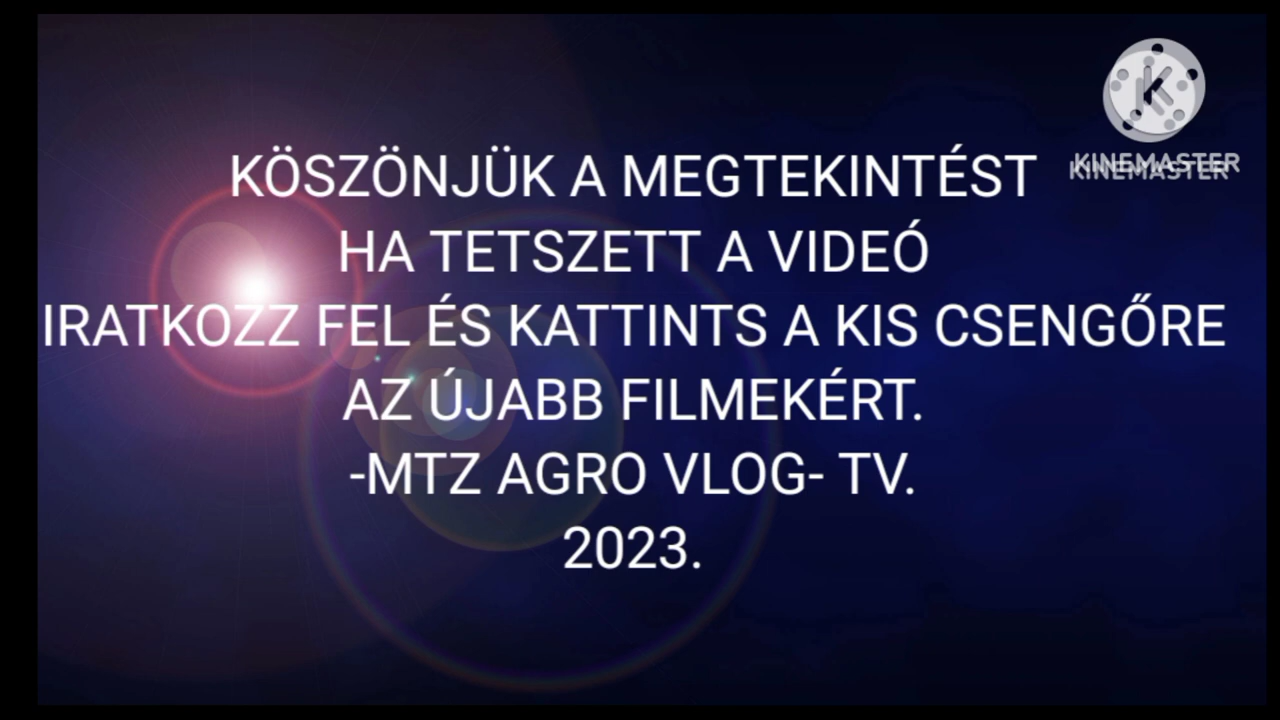 KÖSZÖNJÜK A MEGTEKINTÉST
HA TETSZETT A VIDEÓ
IRATKOZZ FEL ÉS KATTINTS A KIS CSENGŐRE
AZ ÚJABB FILMEKÉRT.
-MTZ AGRO VLOG- TV.
2023.
K
KINEMASTER
KINEMASTER